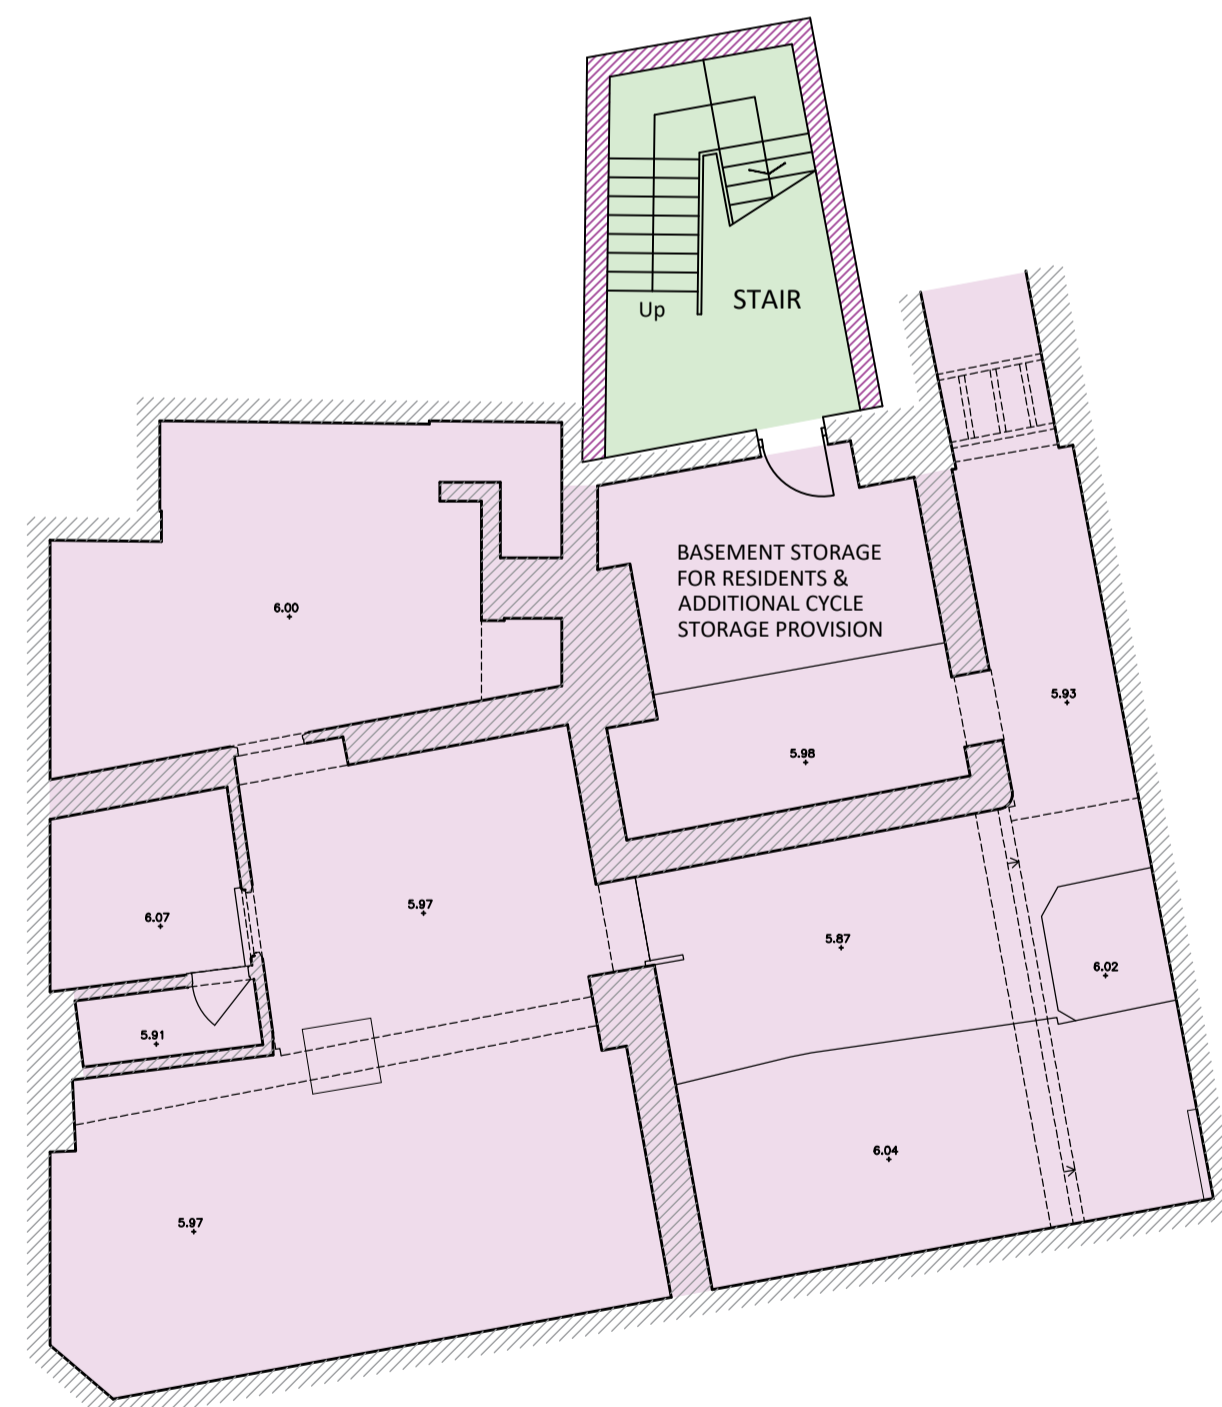 Up
STAIR
BASEMENT STORAGE
FOR RESIDENTS &
ADDITIONAL CYCLE
STORAGE PROVISION
6.00
5.93
5.98
5.97
6.07
5.87
6.02
5.91
6.04
5.97